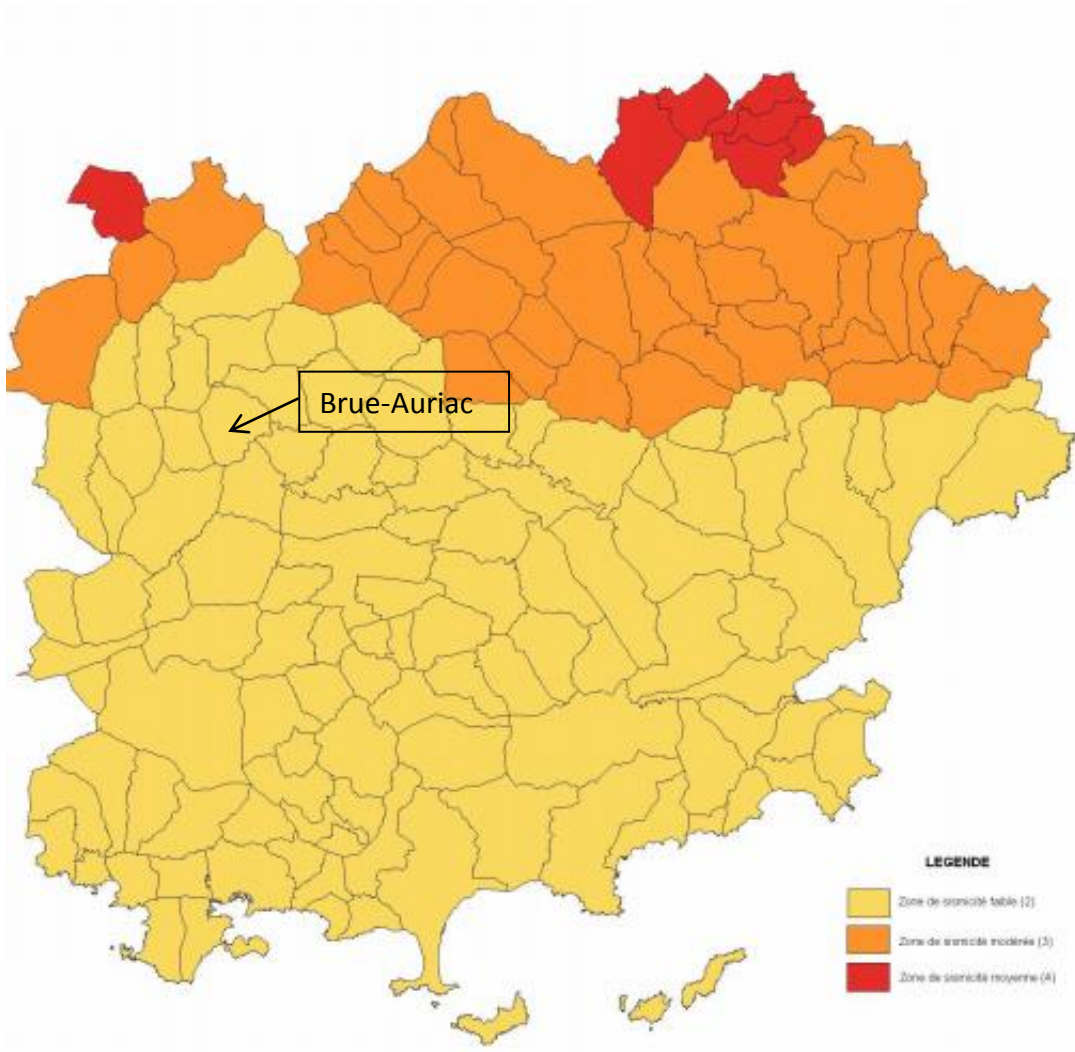 Brue-Auriac
LEGENDE
Zone de sismicité faible (2)
Zone de sismicité modérée (3)
Zone de sismicité moyenne (4)